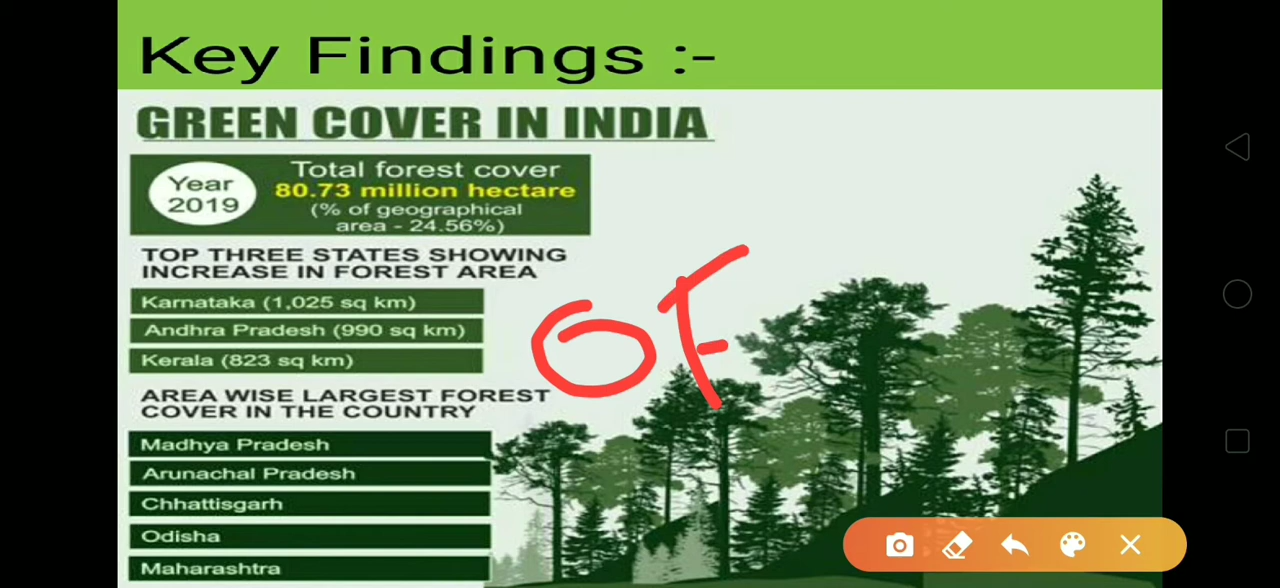 Key Findings :-
GREEN COVER IN INDIA
Year
2019
Total forest cover
80.73 million hectare
(% of geographical
area - 24.56%)
TOP THREE STATES SHOWING
INCREASE IN FOREST AREA
Karnataka (1,025 sq km)
Andhra Pradesh (990 sq km)
Kerala (823 sq km)
OF
AREA WISE LARGEST FOREST
COVER IN THE COUNTRY
Madhya Pradesh
Arunachal Pradesh
Chhattisgarh
Odisha
Maharashtra